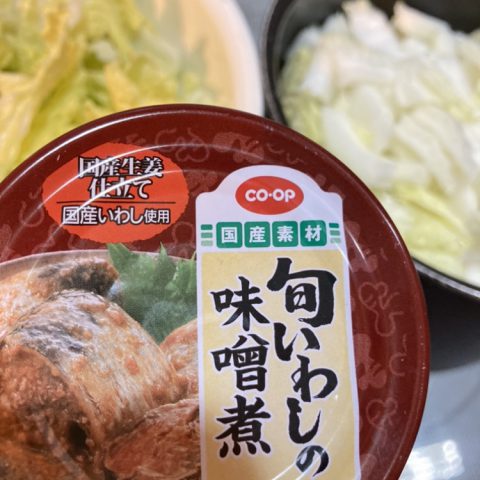 国産生姜
仕立て
国産いわし使用
CO·OP
国産素材
旬いわしの
味噌煮